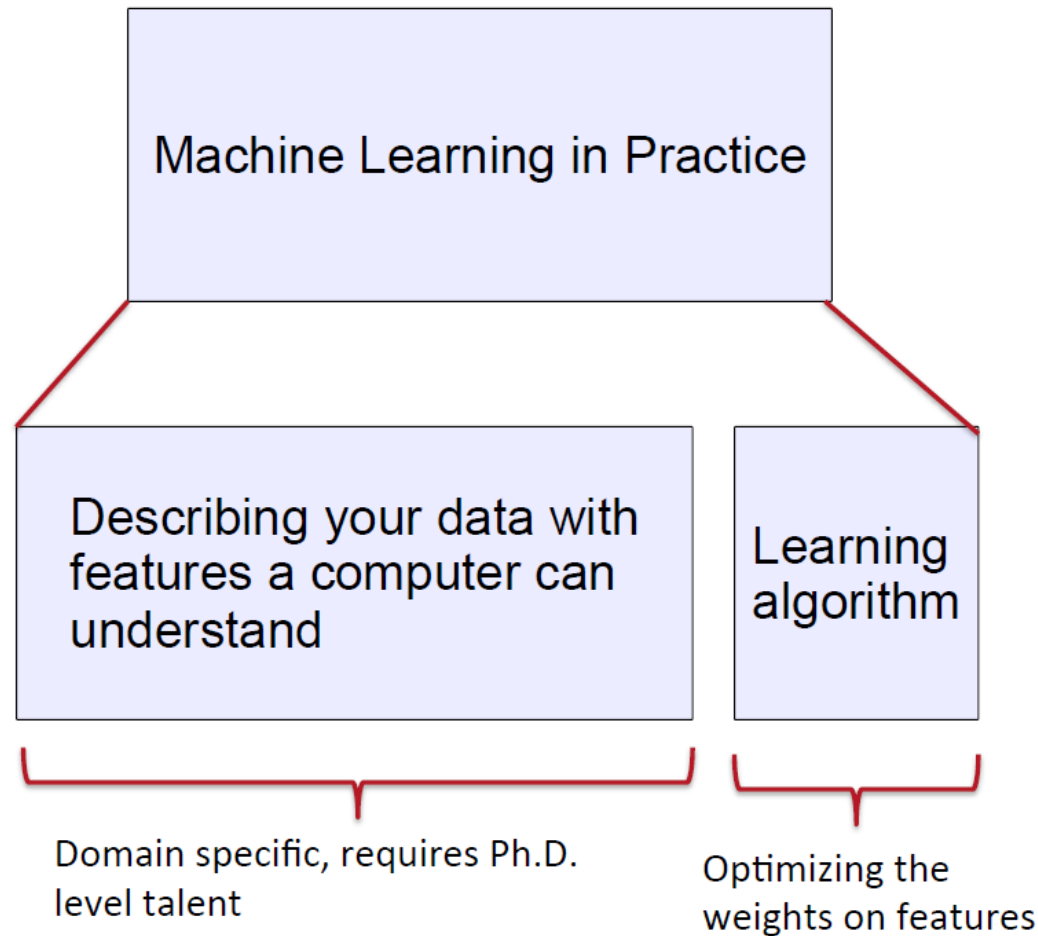 Machine Learning in Practice
Describing your data with
features a computer can
understand
Learning
algorithm
Domain specific, requires Ph.D.
level talent
Optimizing the
weights on features